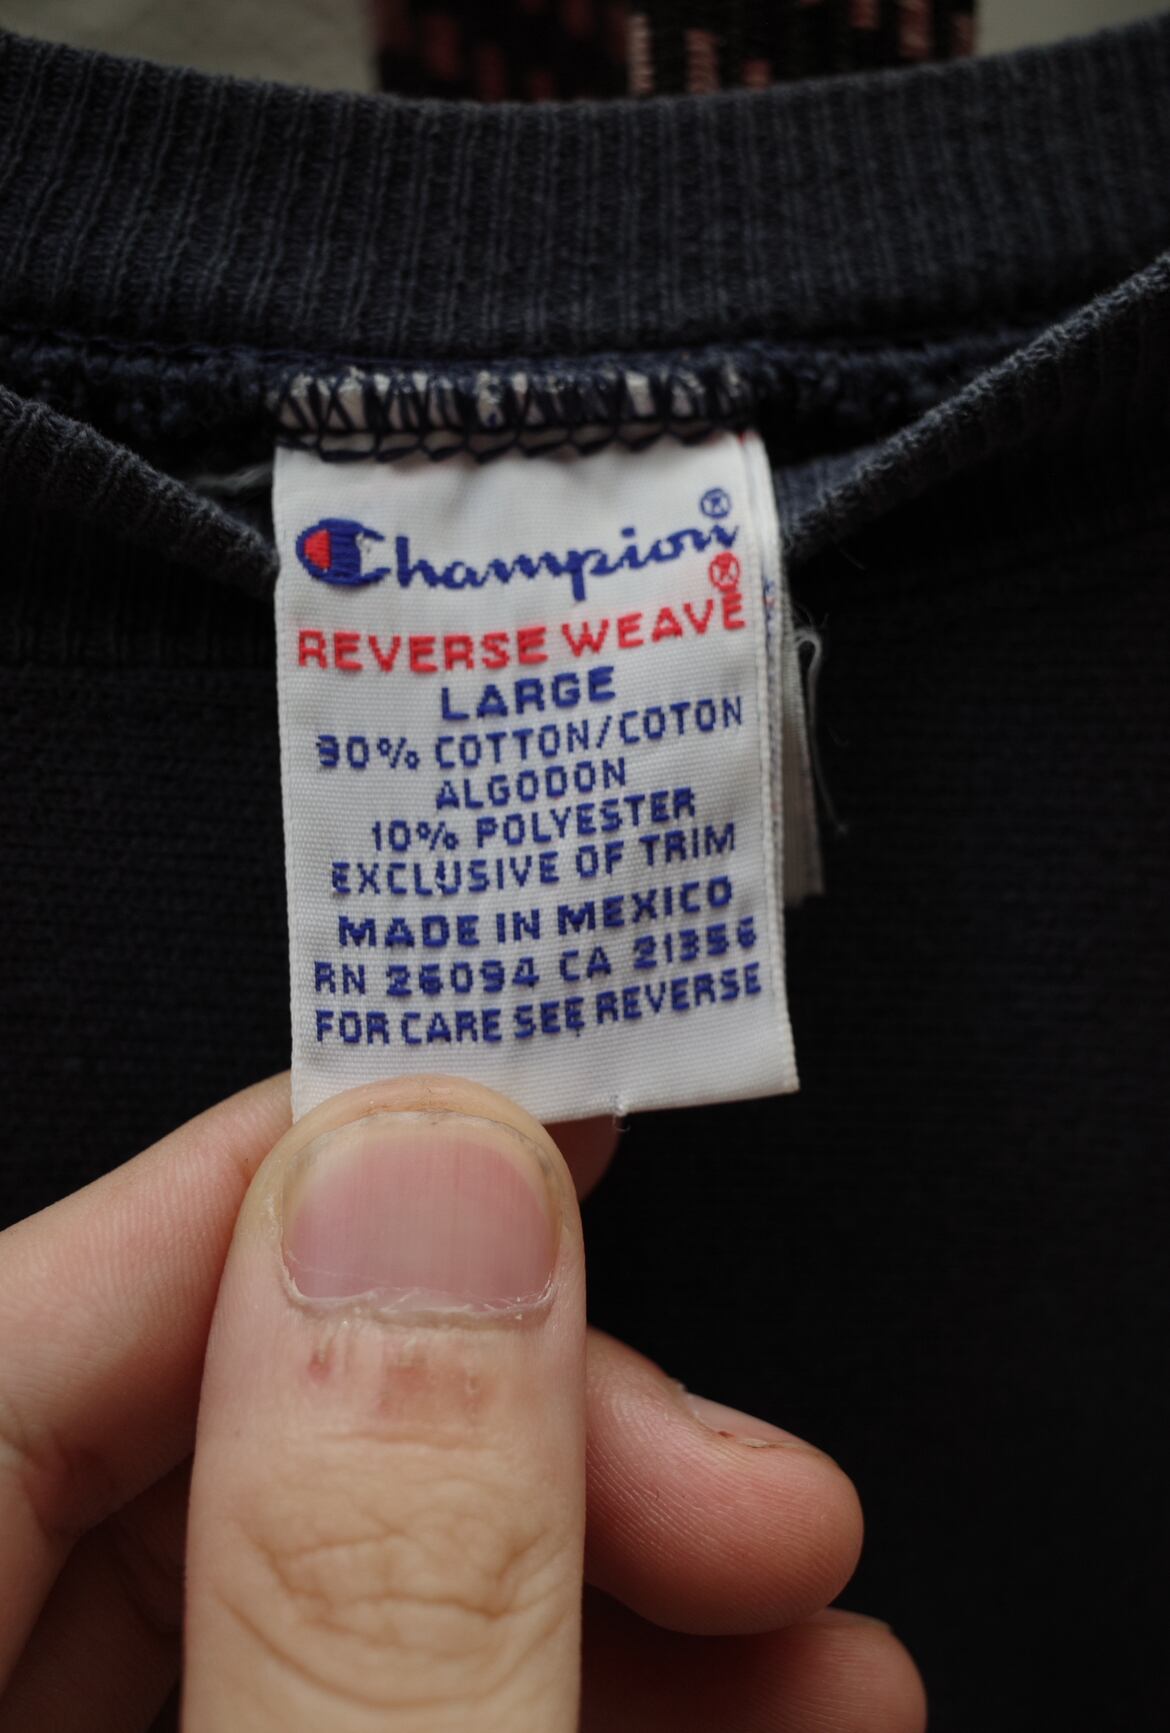 Champion®
®
REVERSE WEAVE
LARGE
90% COTTON/COTON
ALGODON
10% POLYESTER
EXCLUSIVE OF TRIM
MADE IN MEXICO
RN 26094 CA 21356
FOR CARE SEE REVERSE